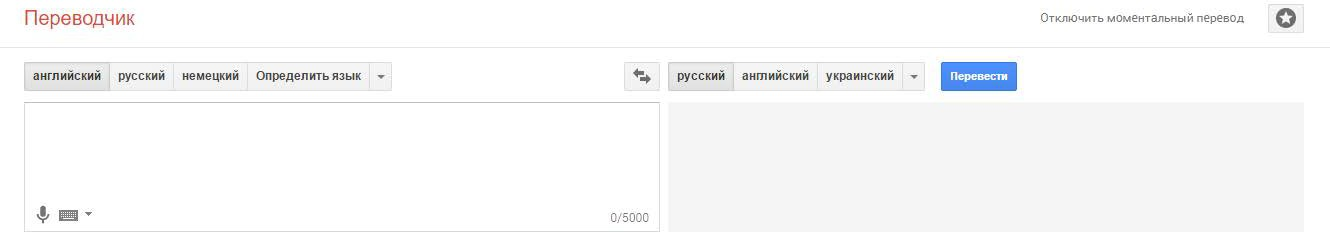 Переводчик
Отключить моментальный перевод
английский русский немецкий Определить язык
русский английский украинский Перевести
0/5000